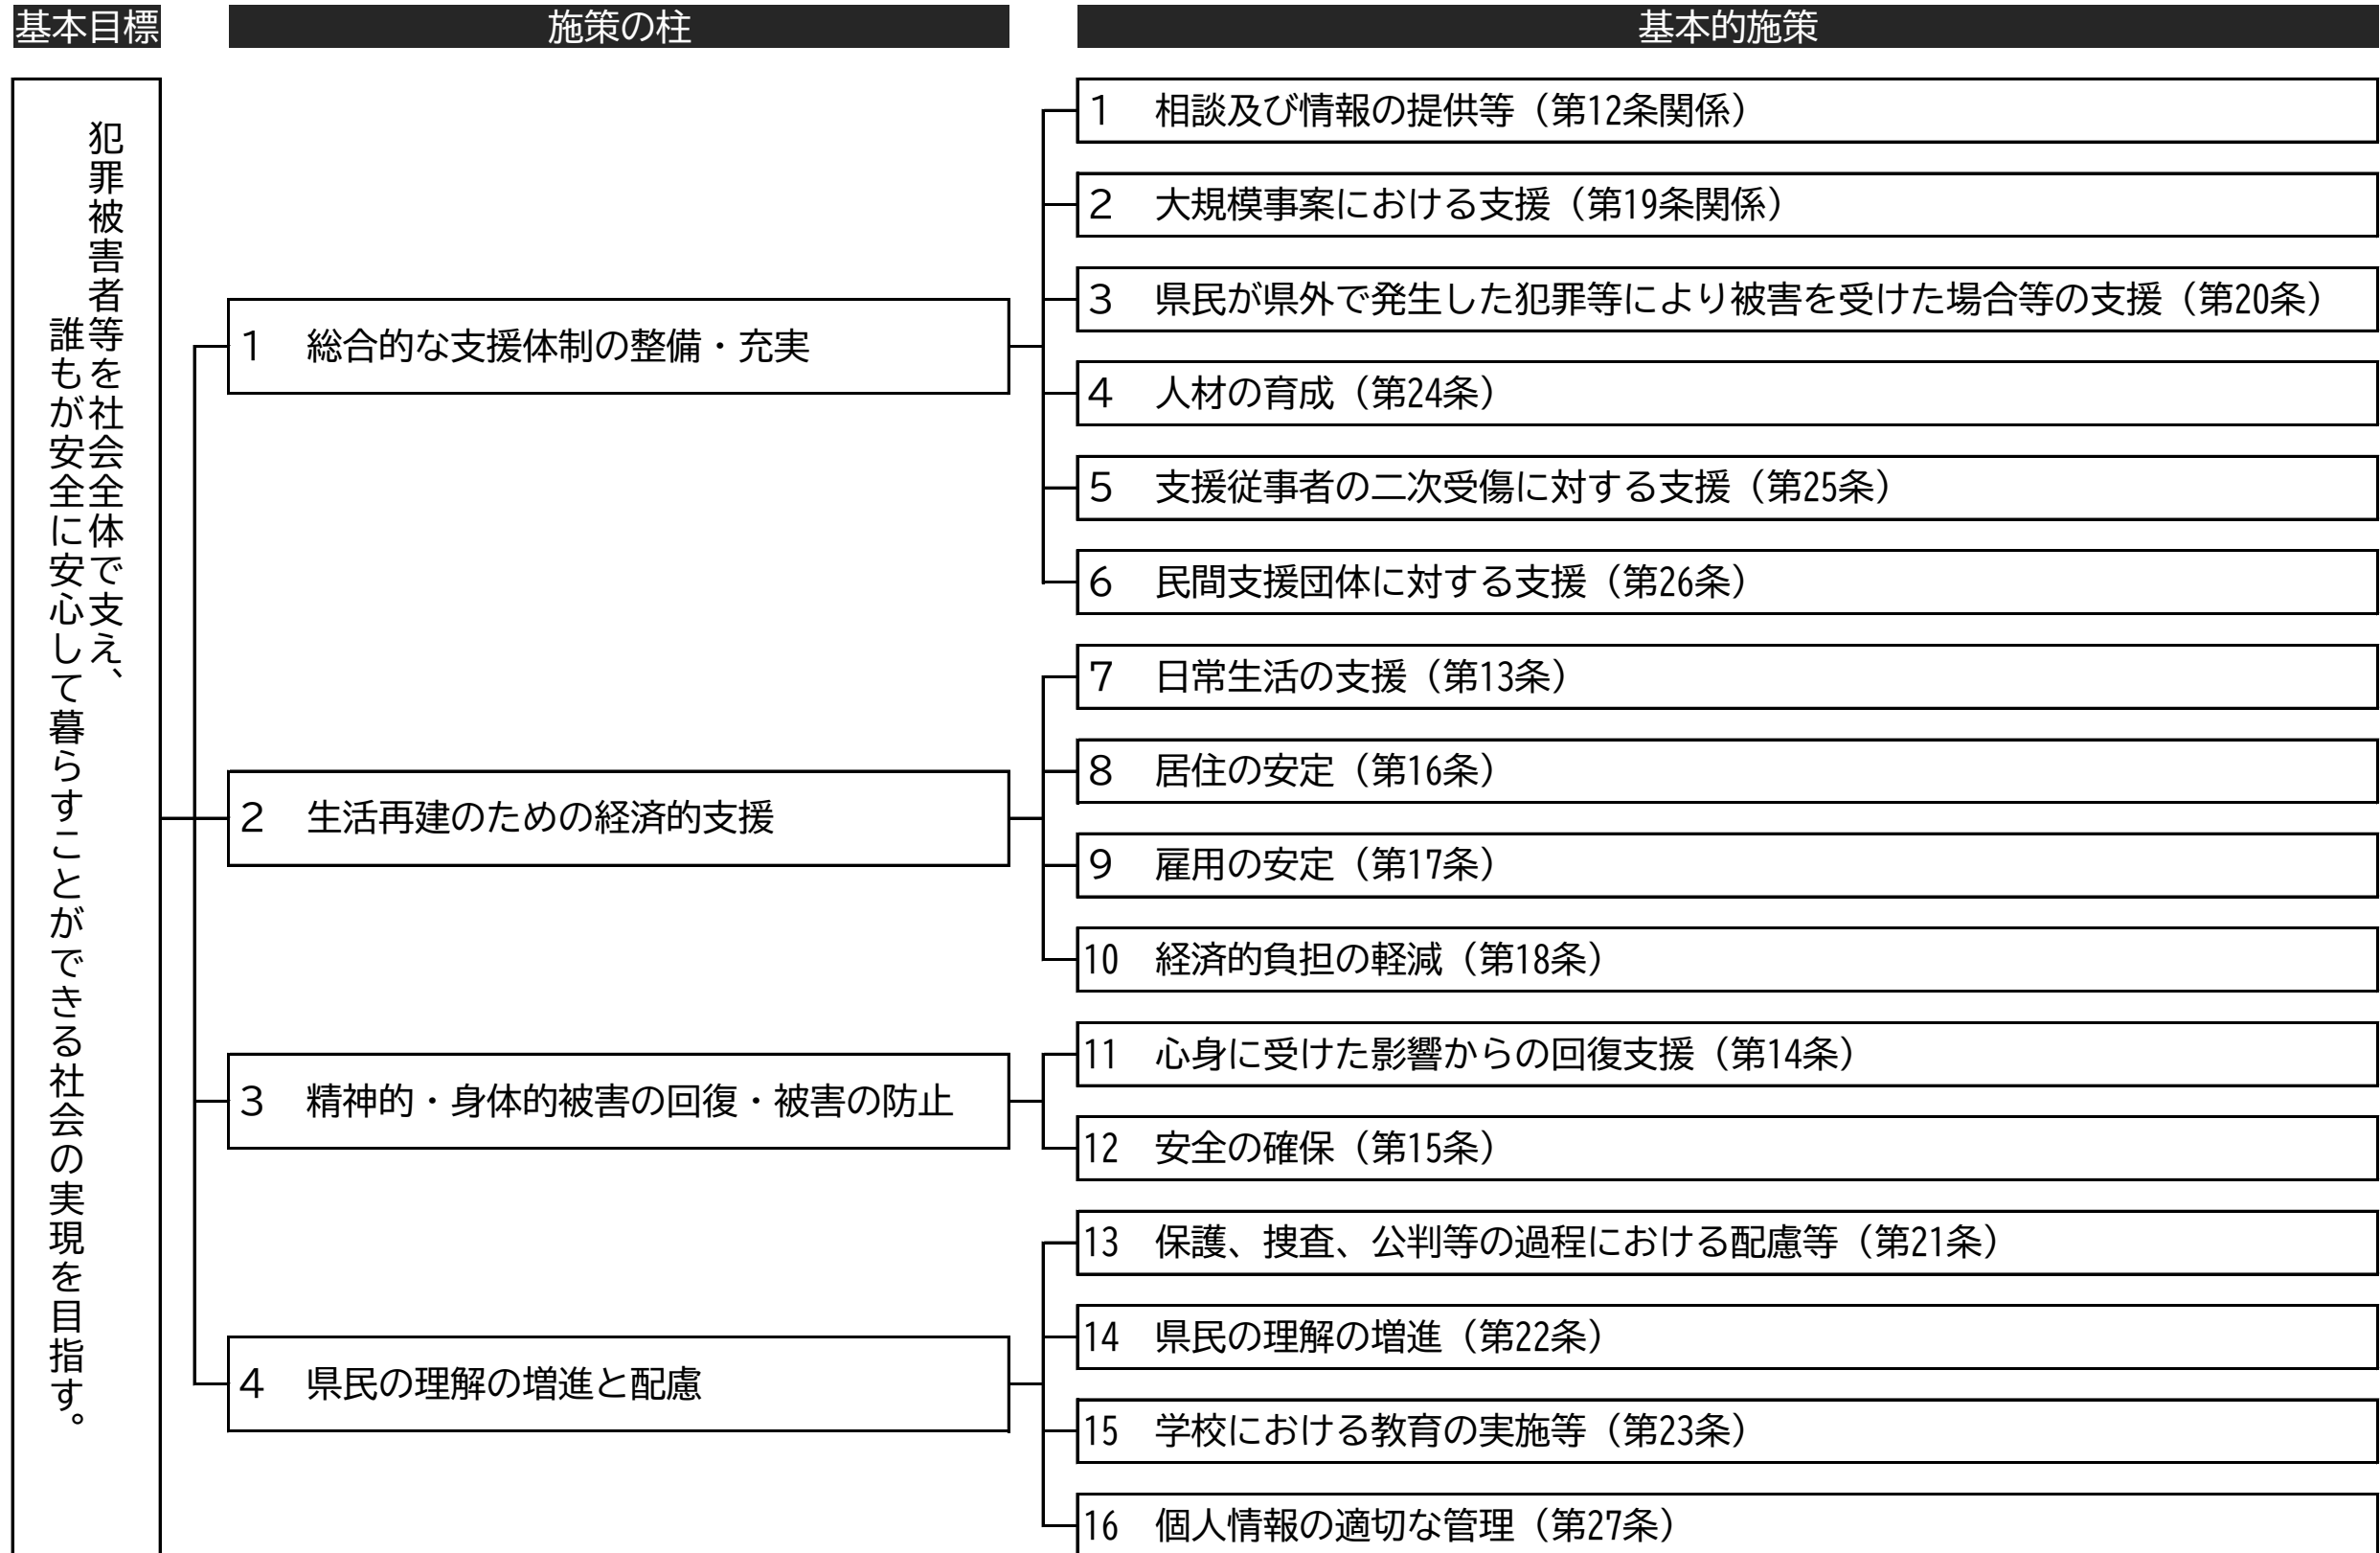 基本目標
施策の柱
基本的施策
犯罪被害者等を社会全体で支え、
誰もが安全に安心して暮らすことができる社会の実現を目指す。
1 総合的な支援体制の整備・充実
2 生活再建のための経済的支援
3 精神的・身体的被害の回復・被害の防止
4 県民の理解の増進と配慮
1 相談及び情報の提供等（第12条関係）
2 大規模事案における支援（第19条関係）
3 県民が県外で発生した犯罪等により被害を受けた場合等の支援（第20条）
4 人材の育成（第24条）
5 支援従事者の二次受傷に対する支援（第25条）
6 民間支援団体に対する支援（第26条）
7 日常生活の支援（第13条）
8 居住の安定（第16条）
9 雇用の安定（第17条）
10 経済的負担の軽減（第18条）
11 心身に受けた影響からの回復支援（第14条）
12 安全の確保（第15条）
13 保護、捜査、公判等の過程における配慮等（第21条）
14 県民の理解の増進（第22条）
15 学校における教育の実施等（第23条）
16 個人情報の適切な管理（第27条）